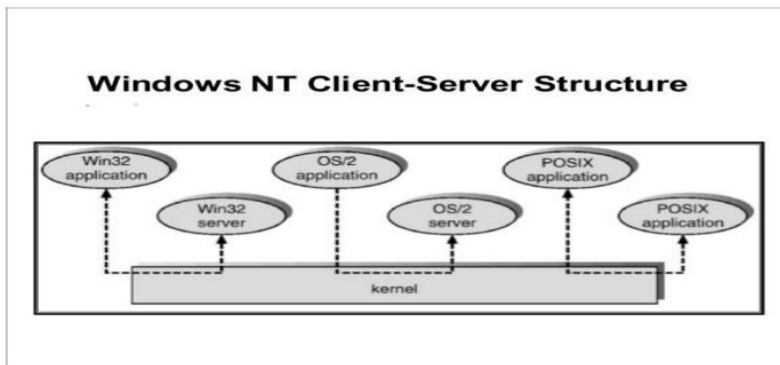 Windows NT Client-Server Structure
Win32
application
OS/2
application
POSIX
application
Win32
server
OS/2
server
POSIX
application
kernel